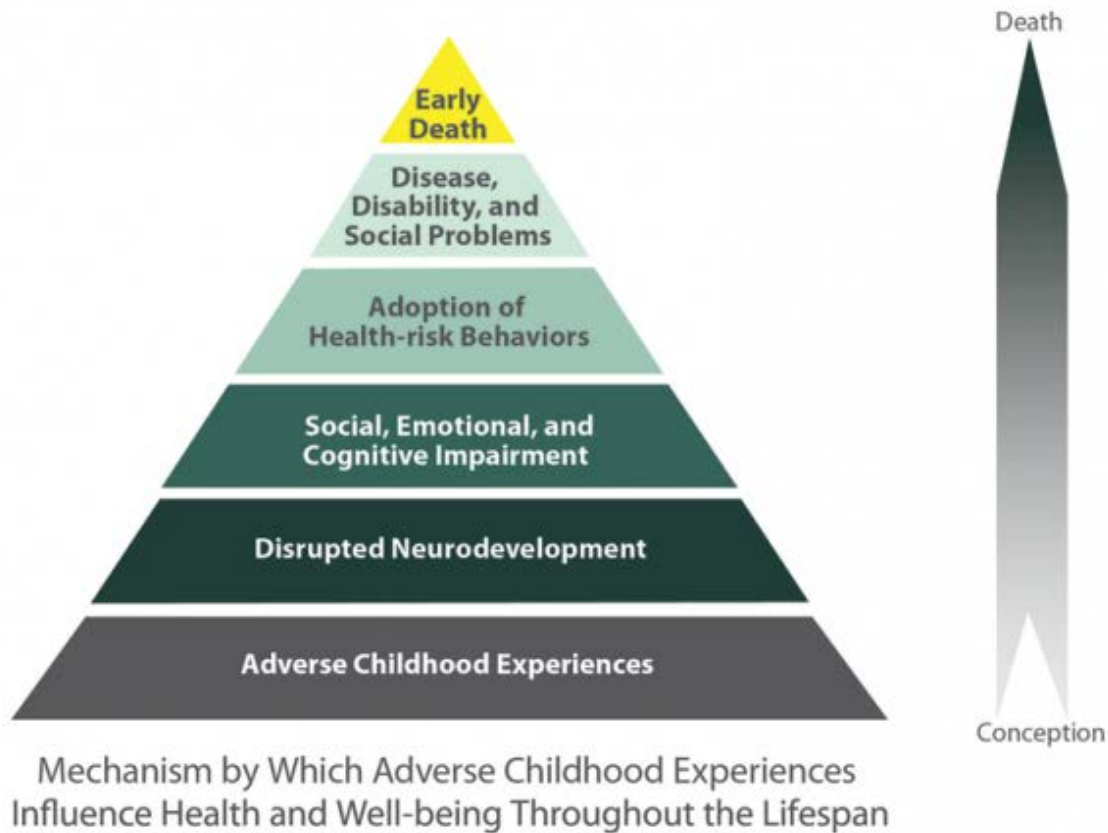 Death
Early
Death
Disease,
Disability, and
Social Problems
Adoption of
Health-risk Behaviors
Social, Emotional, and
Cognitive Impairment
Disrupted Neurodevelopment
Adverse Childhood Experiences
Conception
Mechanism by Which Adverse Childhood Experiences
Influence Health and Well-being Throughout the Lifespan